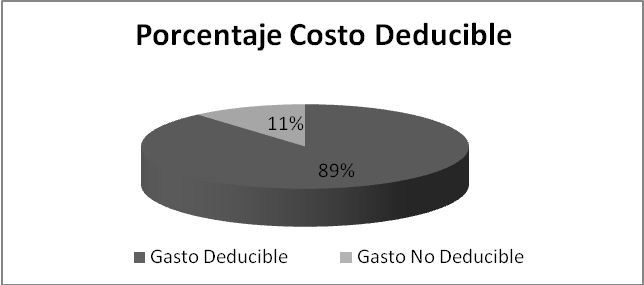 Porcentaje Costo Deducible
11%
89%
Gasto Deducible Gasto No Deducible